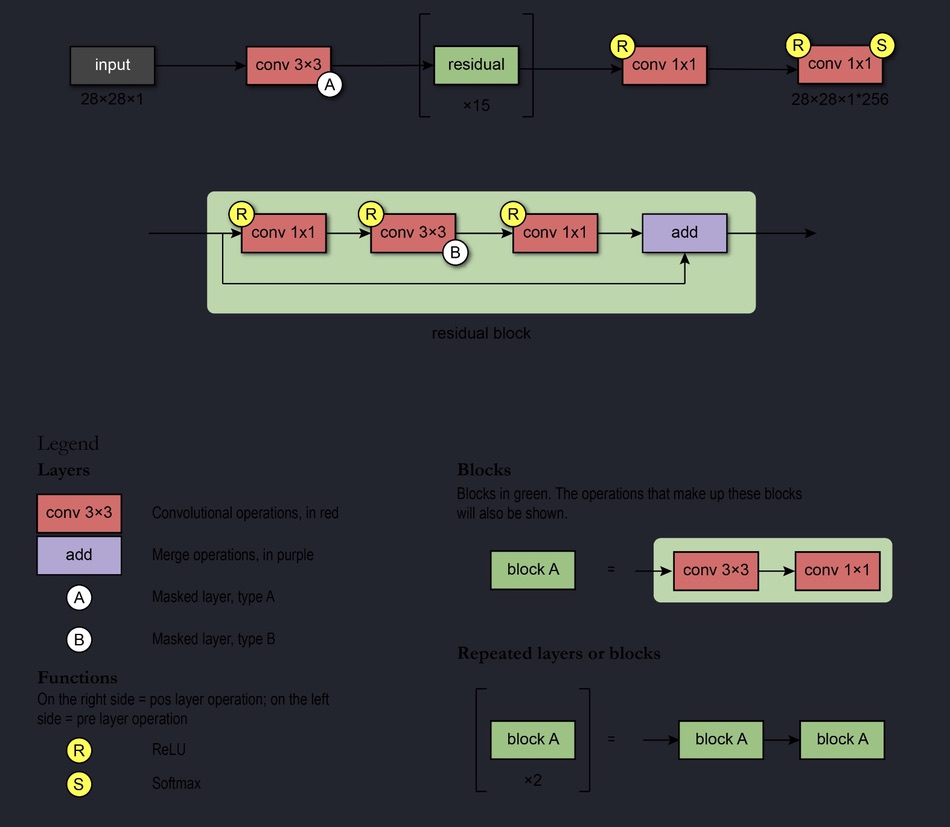 input
28×28×1
conv 3×3
A
residual
×15
R
conv 1x1
R
conv 1x1
S
28×28×1*256
R
conv 1x1
R
conv 3×3
B
R
conv 1x1
add
residual block
Legend
Layers
conv 3×3
Convolutional operations, in red
add
Merge operations, in purple
A
Masked layer, type A
B
Masked layer, type B
Functions
On the right side = pos layer operation; on the left
side = pre layer operation
R
ReLU
S
Softmax
Blocks
Blocks in green. The operations that make up these blocks
will also be shown.
block A
=
conv 3×3
conv 1×1
Repeated layers or blocks
block A
×2
=
block A
block A